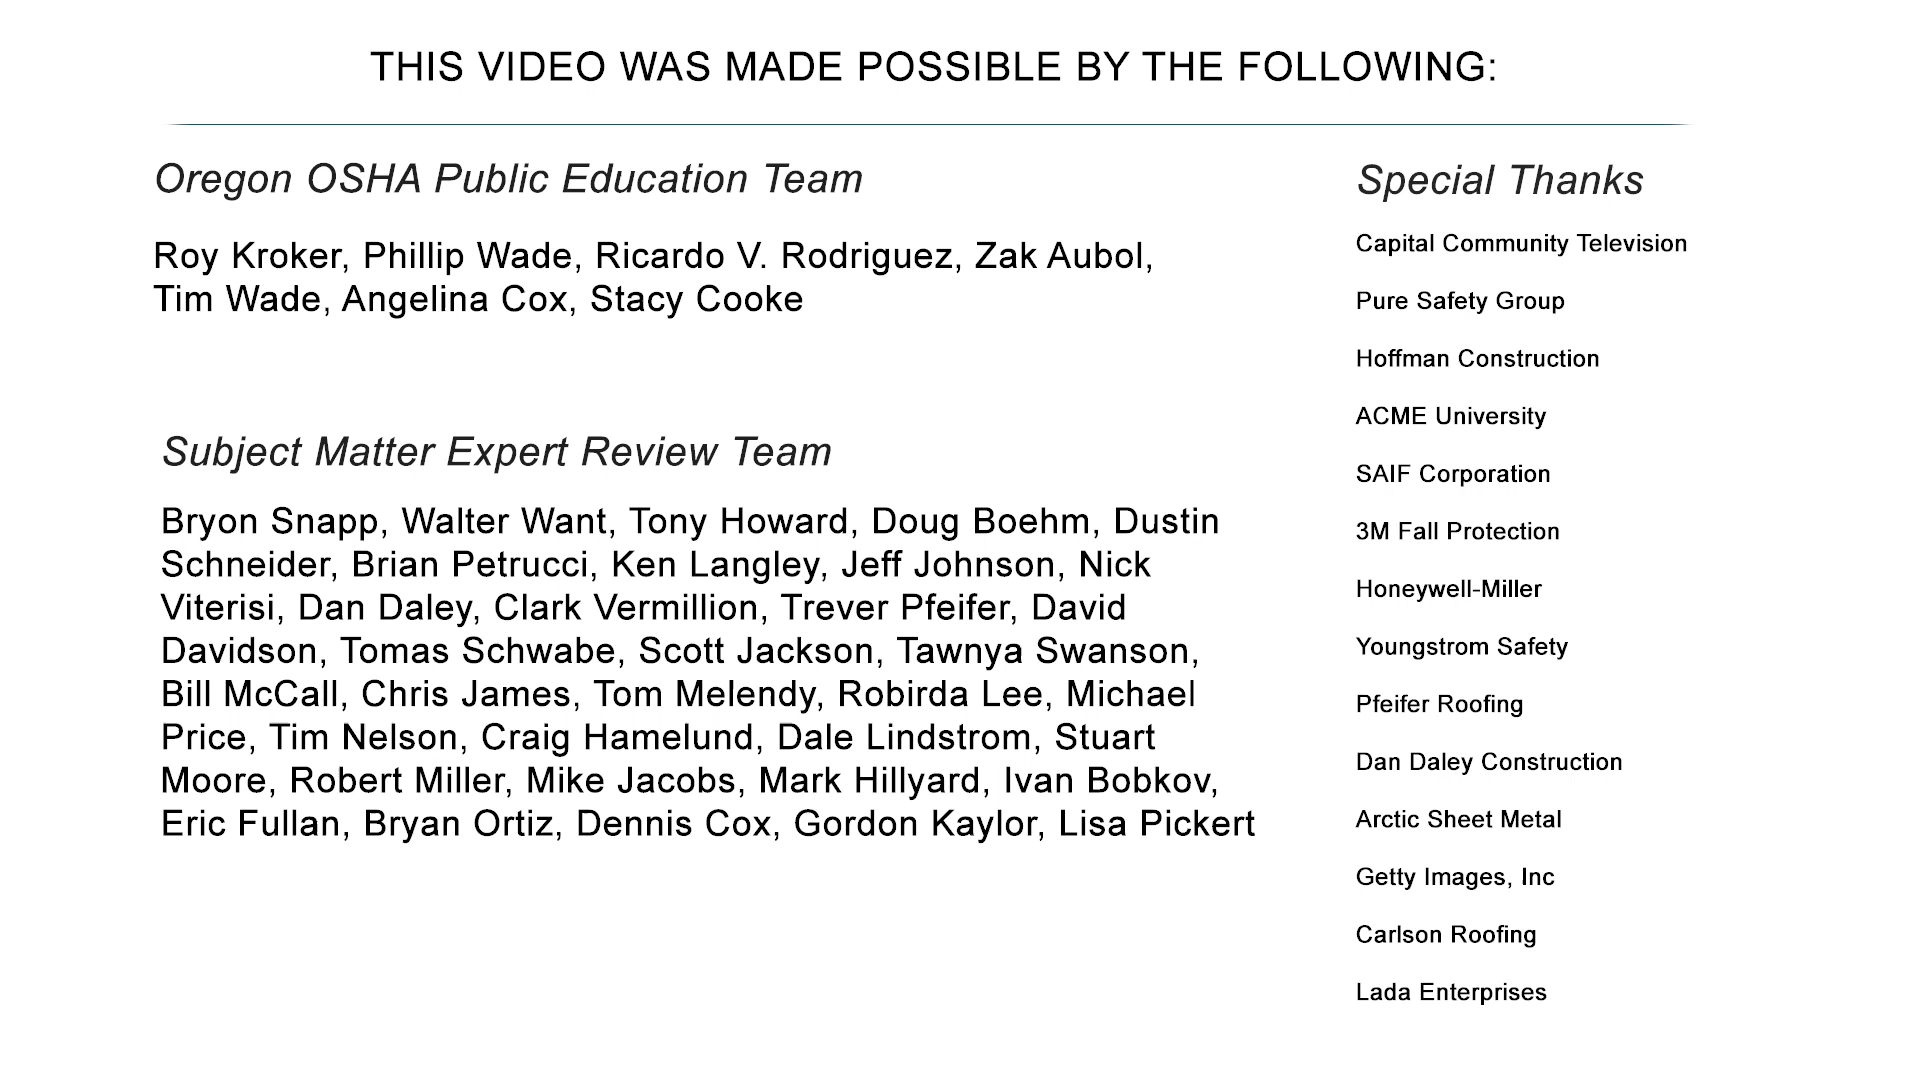 THIS VIDEO WAS MADE POSSIBLE BY THE FOLLOWING:
Oregon OSHA Public Education Team
Roy Kroker, Phillip Wade, Ricardo V. Rodriguez, Zak Aubol,
Tim Wade, Angelina Cox, Stacy Cooke
Subject Matter Expert Review Team
Bryon Snapp, Walter Want, Tony Howard, Doug Boehm, Dustin
Schneider, Brian Petrucci, Ken Langley, Jeff Johnson, Nick
Viterisi, Dan Daley, Clark Vermillion, Trever Pfeifer, David
Davidson, Tomas Schwabe, Scott Jackson, Tawnya Swanson,
Bill McCall, Chris James, Tom Melendy, Robirda Lee, Michael
Price, Tim Nelson, Craig Hamelund, Dale Lindstrom, Stuart
Moore, Robert Miller, Mike Jacobs, Mark Hillyard, Ivan Bobkov,
Eric Fullan, Bryan Ortiz, Dennis Cox, Gordon Kaylor, Lisa Pickert
Special Thanks
Capital Community Television
Pure Safety Group
Hoffman Construction
ACME University
SAIF Corporation
3M Fall Protection
Honeywell-Miller
Youngstrom Safety
Pfeifer Roofing
Dan Daley Construction
Arctic Sheet Metal
Getty Images, Inc
Carlson Roofing
Lada Enterprises